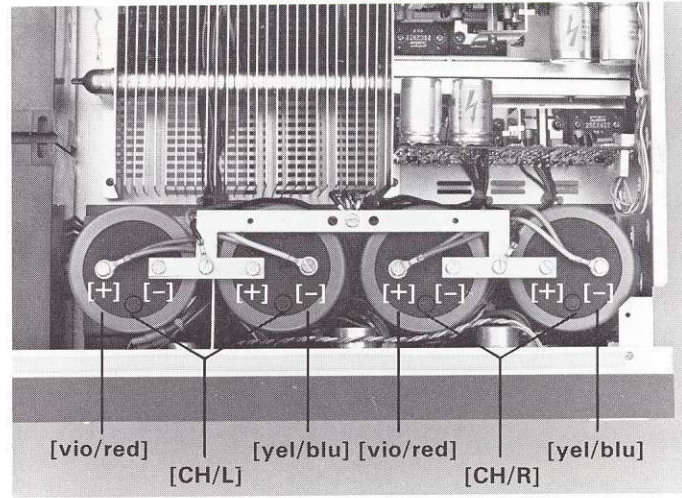 [+] [-] [+] [-] [+] [-] [+] [-]
[vio/red] [yel/blu] [vio/red] [yel/blu]
[CH/L] [CH/R]